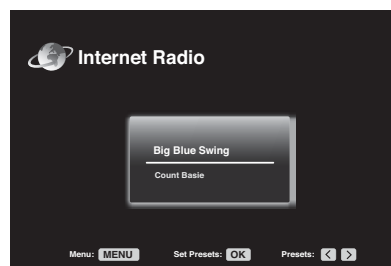 Internet Radio
Big Blue Swing
Count Basie
Menu: MENU Set Presets: OK Presets: < >